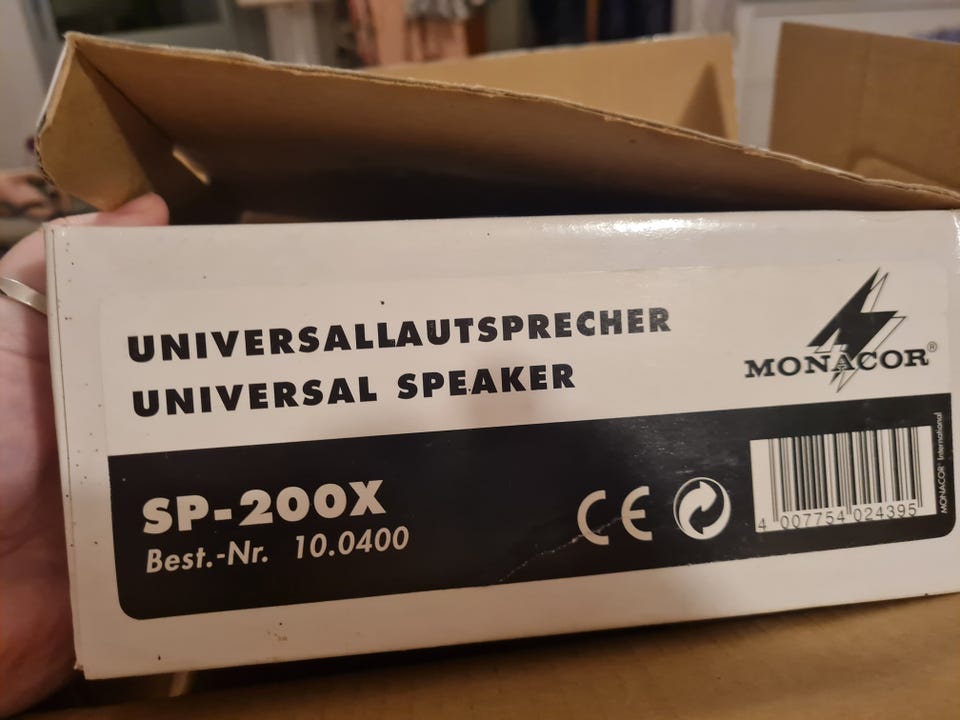 UNIVERSALLAUTSPRECHER
UNIVERSAL SPEAKER
MONACOR®
SP-200X
Best.-Nr. 10.0400
CE
4 007754 024395
MONACOR® International